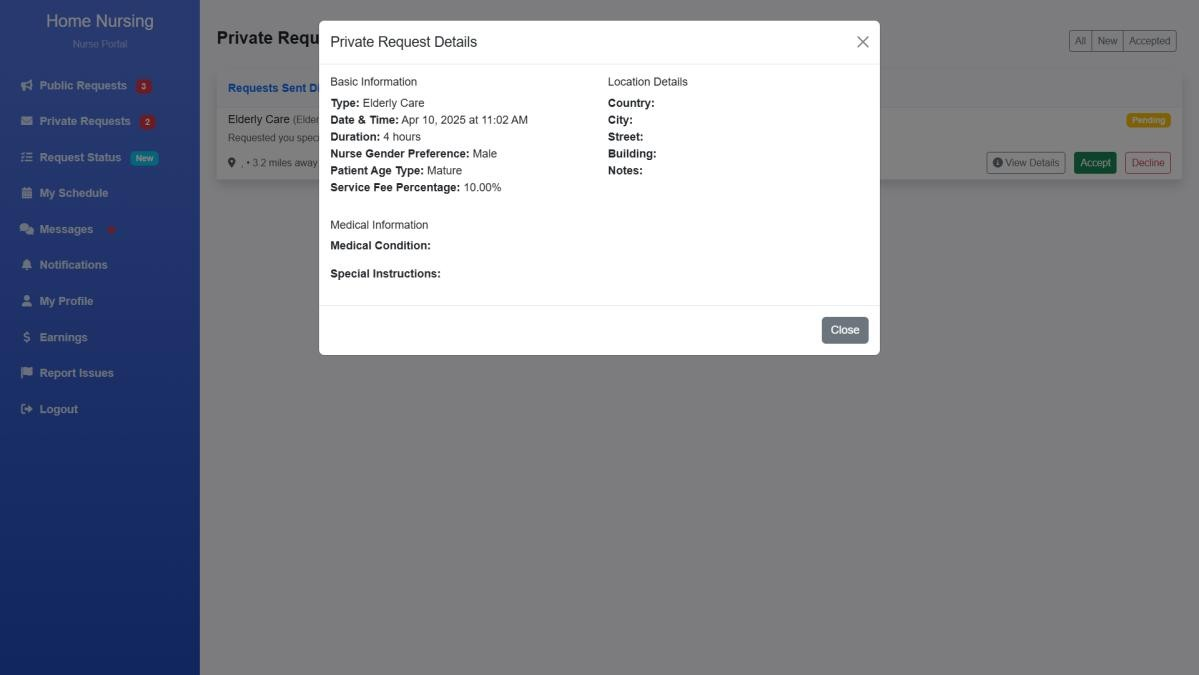 Home Nursing
Nurse Portal
Public Requests 3
Private Requests 2
Request Status New
My Schedule
Messages
Notifications
My Profile
Earnings
Report Issues
Logout
Private Requ
All New Accepted
Requests Sent Di
Elderly Care (Elder
Pending
Requested you speci
, • 3.2 miles away
View Details Accept Decline
Private Request Details
Basic Information
Type: Elderly Care
Date & Time: Apr 10, 2025 at 11:02 AM
Duration: 4 hours
Nurse Gender Preference: Male
Patient Age Type: Mature
Service Fee Percentage: 10.00%
Location Details
Country:
City:
Street:
Building:
Notes:
Medical Information
Medical Condition:
Special Instructions:
Close